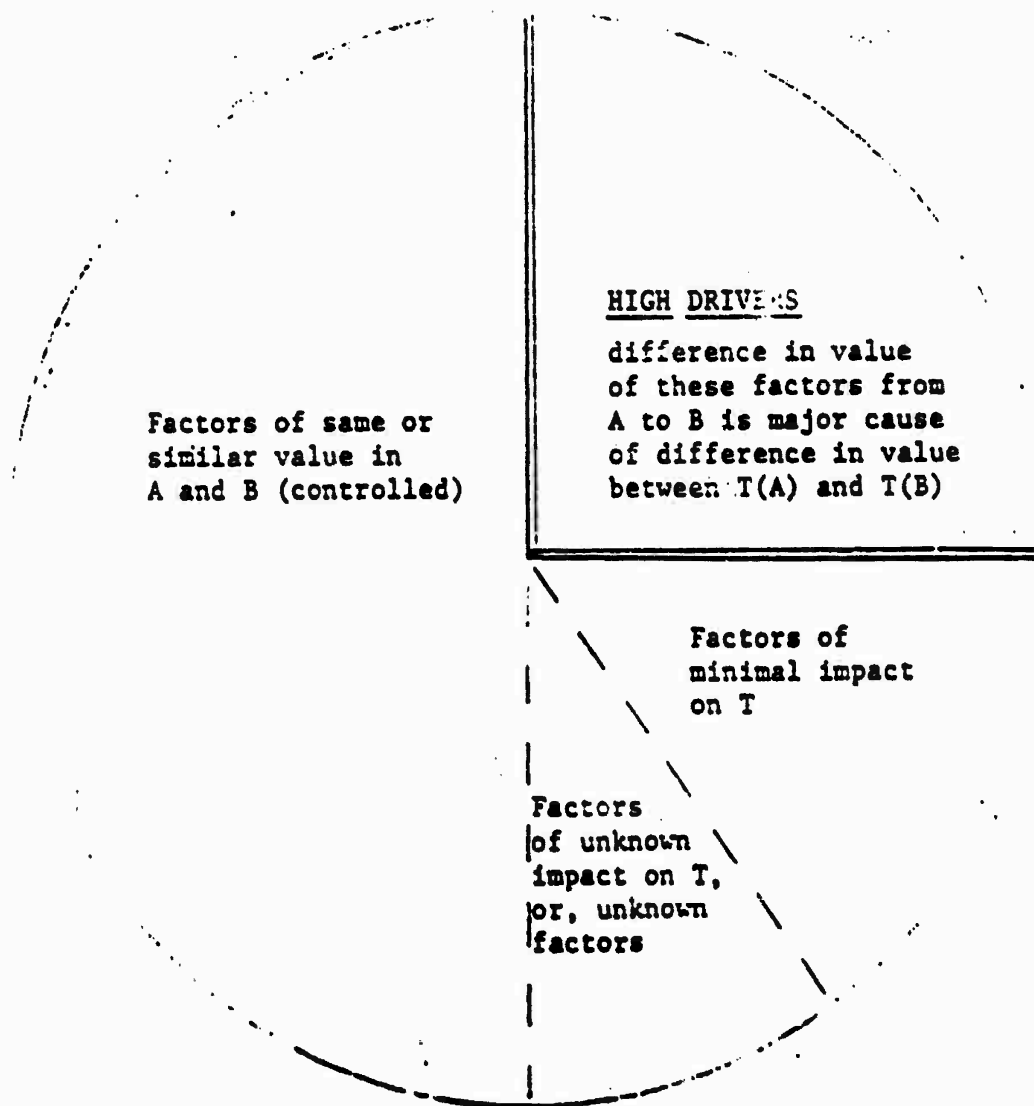 HIGH DRIVERS
difference in value
of these factors from
A to B is major cause
of difference in value
between T(A) and T(B)
Factors of same or
similar value in
A and B (controlled)
Factors of
minimal impact
on T
Factors
of unknown
impact on T,
or, unknown
factors